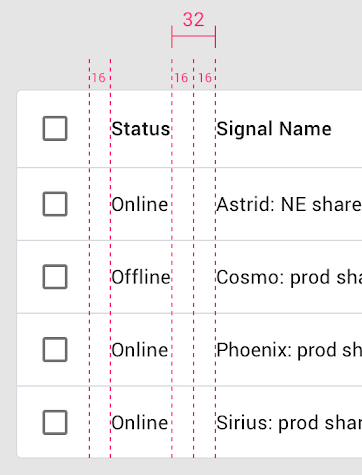 32
16 16 16
Status Signal Name
Online Astrid: NE share
Offline Cosmo: prod sha
Online Phoenix: prod sh
Online Sirius: prod shar